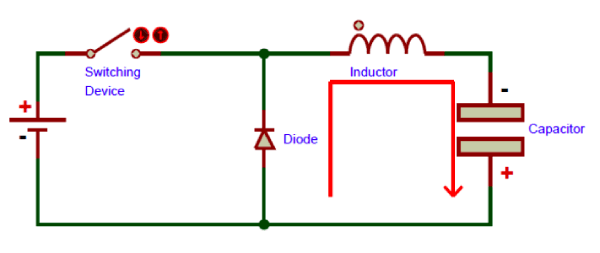 Switching
Device
Inductor
+
-
Diode
-
Capacitor
+